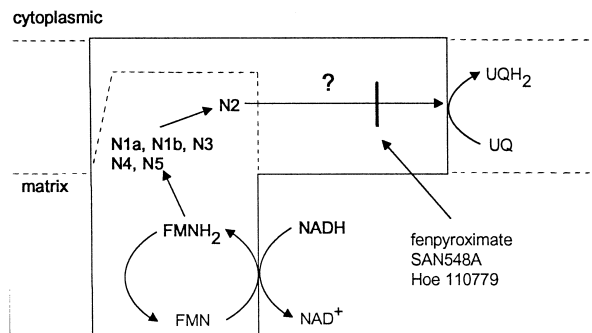 cytoplasmic
?
UQH2
N2
N1a, N1b, N3
N4, N5
UQ
matrix
FMNH2
NADH
fenpyroximate
SAN548A
Hoe 110779
FMN
NAD+